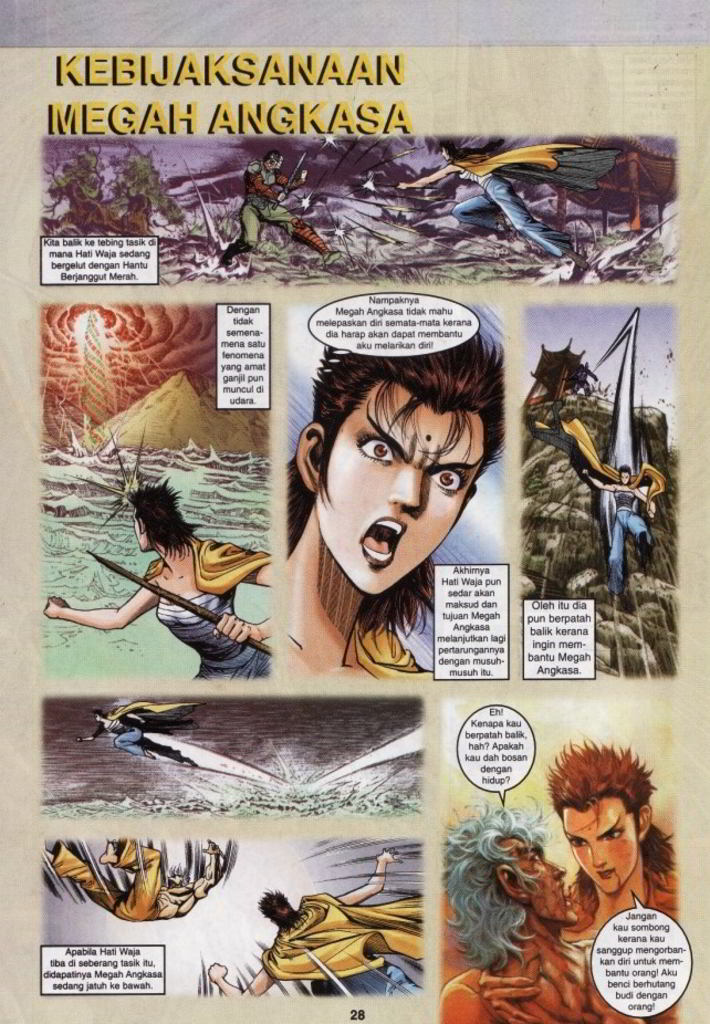 KEBIJAKSANAAN
MEGAH ANGKASA
Kita balik ke tebing tasik di
mana Hati Waja sedang
bergelut dengan Hantu
Berjanggut Merah.
Dengan
tidak
semena-
mena satu
fenomena
yang amat
ganjil pun
muncul di
udara.
Nampaknya
Megah Angkasa tidak mahu
melepaskan diri semata-mata kerana
dia harap akan dapat membantu
aku melarikan diri!
Akhirnya
Hati Waja pun
sedar akan
maksud dan
tujuan Megah
Angkasa
melanjutkan lagi
pertarungannya
dengan musuh-
musuh itu.
Oleh itu dia
pun berpatah
balik kerana
ingin mem-
bantu Megah
Angkasa.
Eh!
Kenapa kau
berpatah balik,
hah? Apakah
kau dah bosan
dengan
hidup?
Apabila Hati Waja
tiba di seberang tasik itu,
didapatinya Megah Angkasa
sedang jatuh ke bawah.
Jangan
kau sombong
kerana kau
sanggup mengorban-
kan diri untuk mem-
bantu orang! Aku
benci berhutang
budi dengan
orang!
28